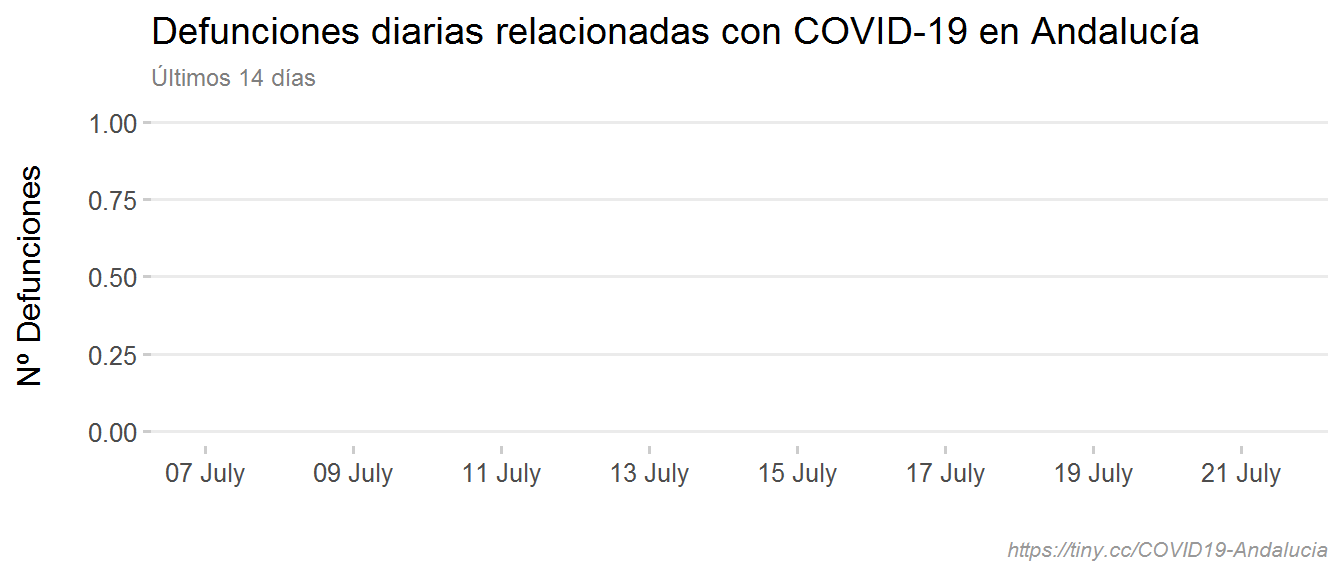 Defunciones diarias relacionadas con COVID-19 en Andalucía
Últimos 14 días
Nº Defunciones
1.00
0.75
0.50
0.25
0.00
07 July 09 July 11 July 13 July 15 July 17 July 19 July 21 July
https://tiny.cc/COVID19-Andalucia